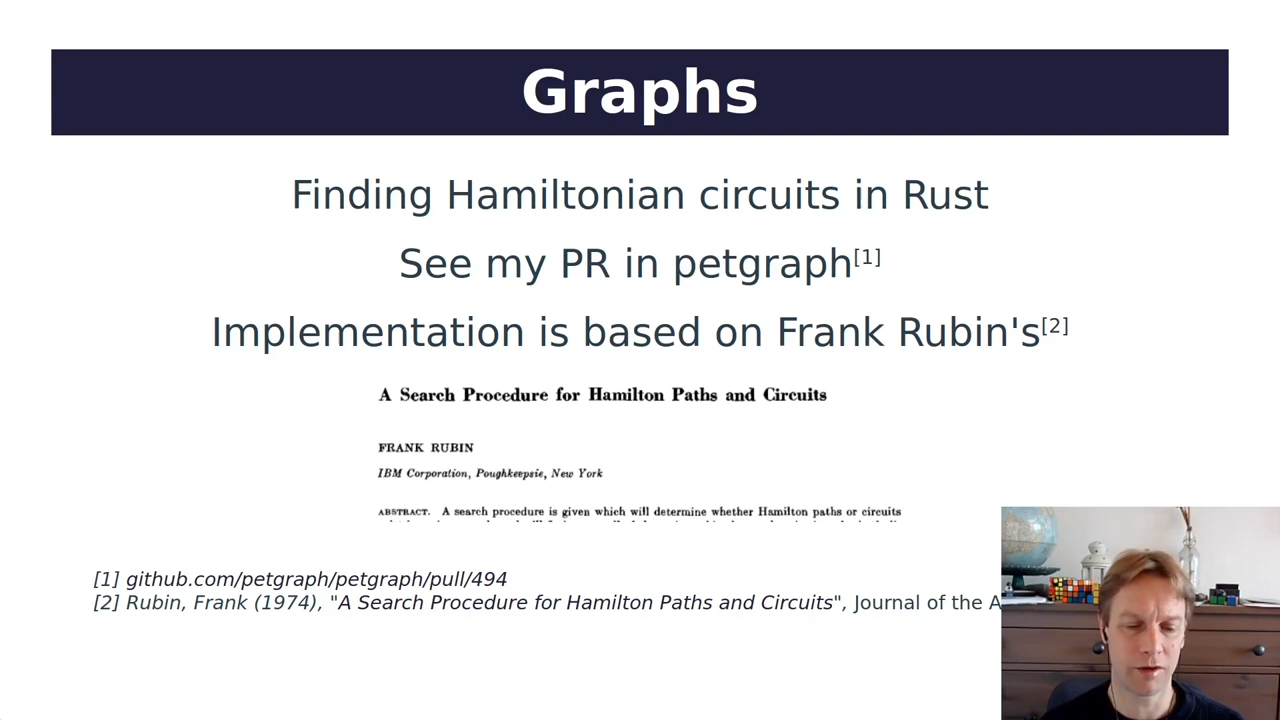 Graphs
Finding Hamiltonian circuits in Rust
See my PR in petgraph[1]
Implementation is based on Frank Rubin's[2]
A Search Procedure for Hamilton Paths and Circuits
FRANK RUBIN
IBM Corporation, Poughkeepsie, New York
ABSTRACT. A search procedure is given which will determine whether Hamilton paths or circuits
[1] github.com/petgraph/petgraph/pull/494
[2] Rubin, Frank (1974), "A Search Procedure for Hamilton Paths and Circuits", Journal of the A